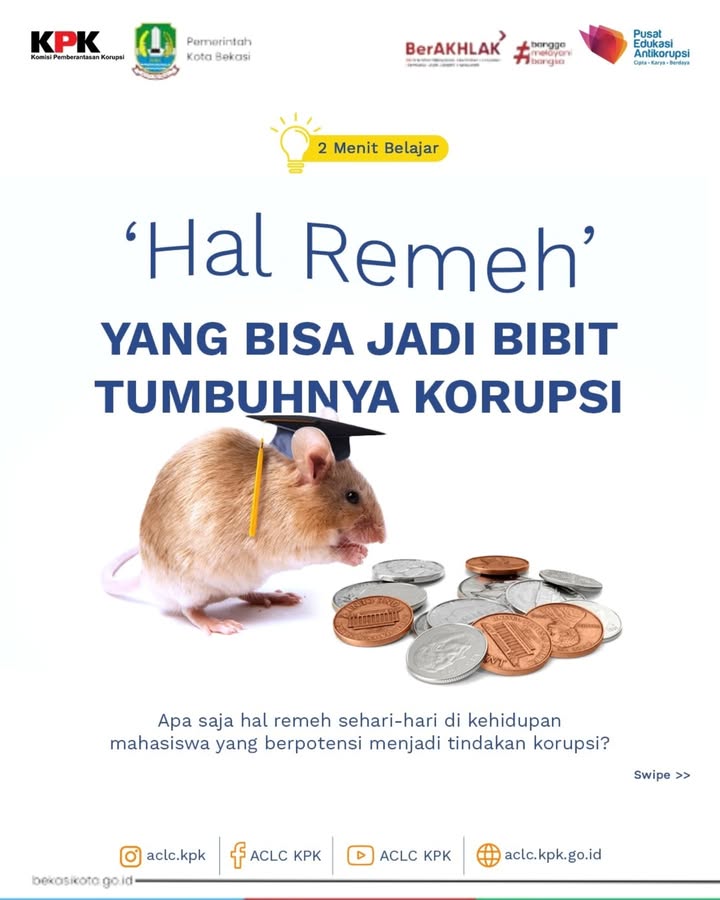 KPK
Komisi Pemberantasan Korupsi
Pemerintah
Kota Bekasi
BerAKHLAK
#bangga
melayani
bangsa
Pusat
Edukasi
Antikorupsi
Cipta • Karya • Berdaya
2 Menit Belajar
‘Hal Remeh’
YANG BISA JADI BIBIT
TUMBUHNYA KORUPSI
Apa saja hal remeh sehari-hari di kehidupan
mahasiswa yang berpotensi menjadi tindakan korupsi?
Swipe >>
aclc.kpk
ACLC KPK
ACLC KPK
aclc.kpk.go.id
bekasikota.go.id